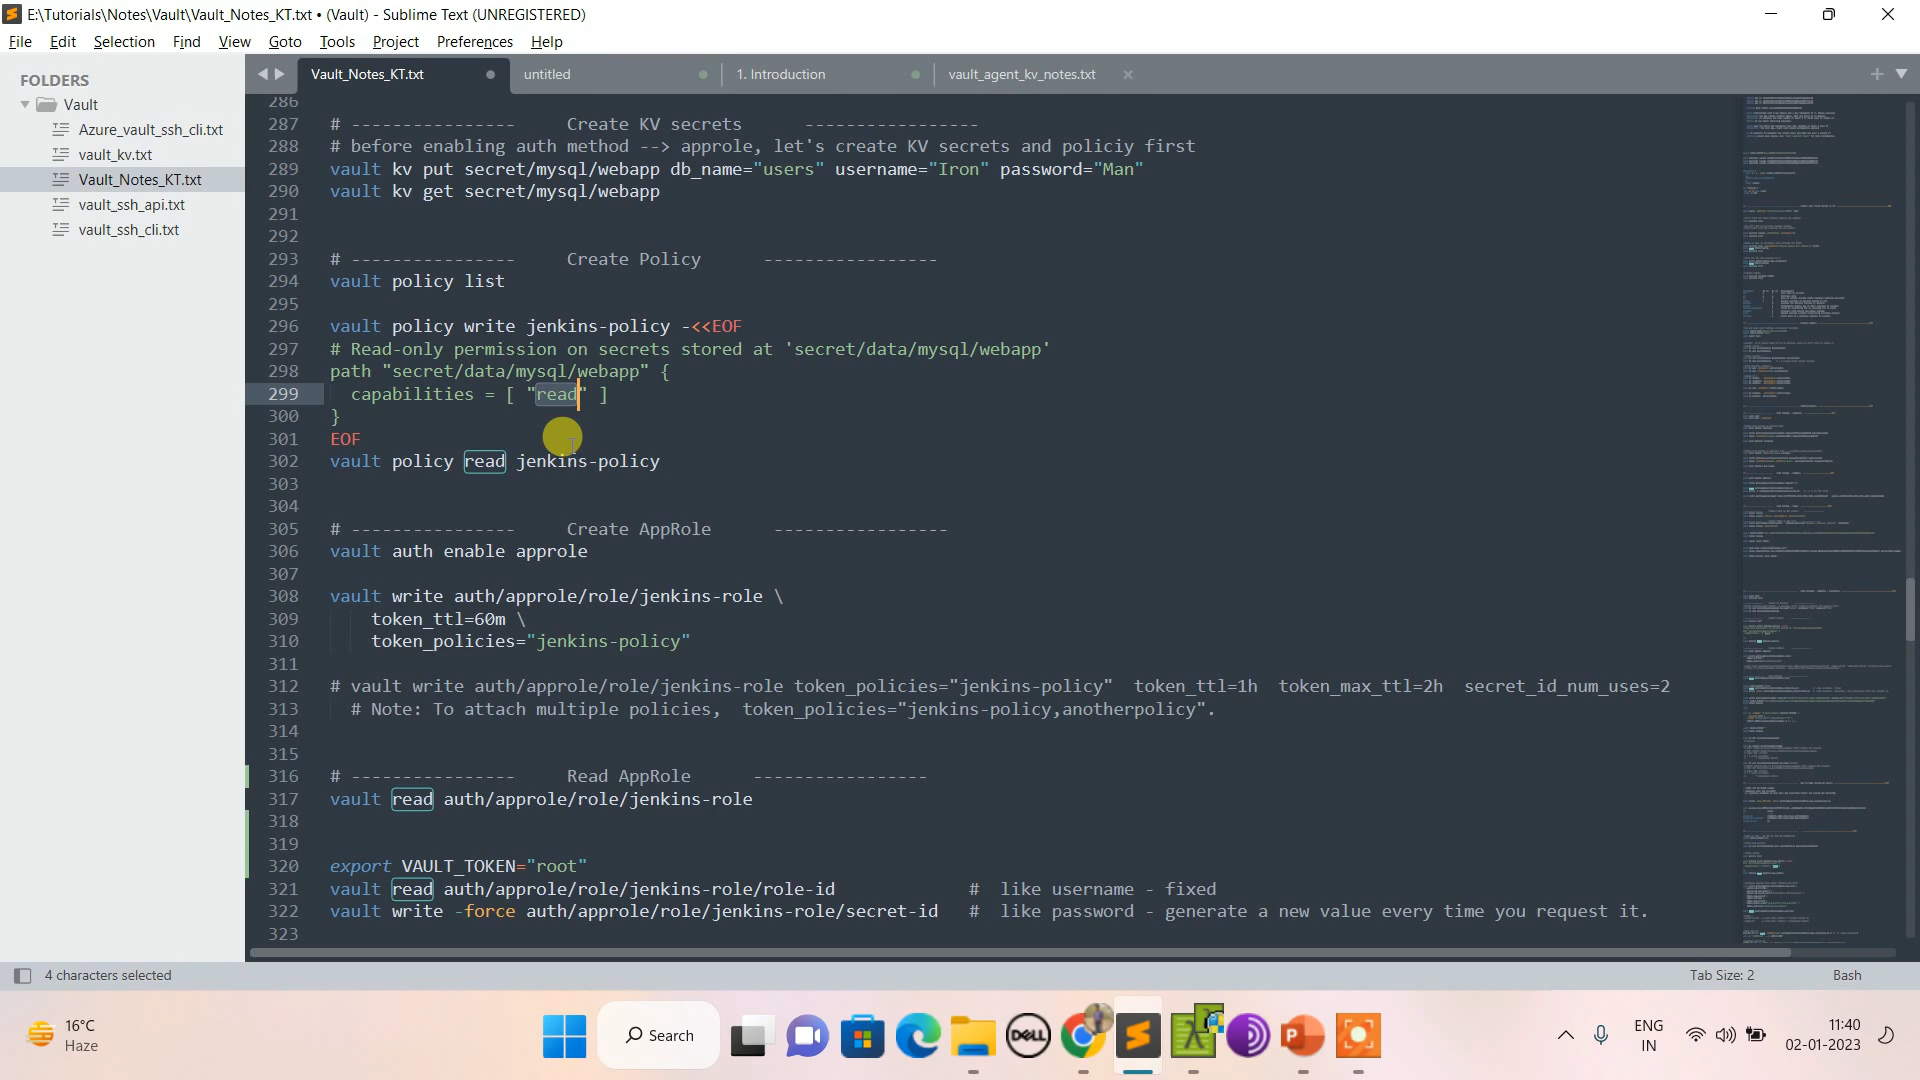 E:\Tutorials\Notes\Vault\Vault_Notes_KT.txt • (Vault) - Sublime Text (UNREGISTERED)
File Edit Selection Find View Goto Tools Project Preferences Help
FOLDERS
Vault
Azure_vault_ssh_cli.txt
vault_kv.txt
Vault_Notes_KT.txt
vault_ssh_api.txt
vault_ssh_cli.txt
Vault_Notes_KT.txt untitled 1. Introduction vault_agent_kv_notes.txt
286
287 # ---------------- Create KV secrets -----------------
288 # before enabling auth method --> approle, let's create KV secrets and policiy first
289 vault kv put secret/mysql/webapp db_name="users" username="Iron" password="Man"
290 vault kv get secret/mysql/webapp
291
292
293 # ---------------- Create Policy -----------------
294 vault policy list
295
296 vault policy write jenkins-policy -<<EOF
297 # Read-only permission on secrets stored at 'secret/data/mysql/webapp'
298 path "secret/data/mysql/webapp" {
299 capabilities = [ "read" ]
300 }
301 EOF
302 vault policy read jenkins-policy
303
304
305 # ---------------- Create AppRole -----------------
306 vault auth enable approle
307
308 vault write auth/approle/role/jenkins-role \
309 token_ttl=60m \
310 token_policies="jenkins-policy"
311
312 # vault write auth/approle/role/jenkins-role token_policies="jenkins-policy" token_ttl=1h token_max_ttl=2h secret_id_num_uses=2
313 # Note: To attach multiple policies, token_policies="jenkins-policy,anotherpolicy".
314
315
316 # ---------------- Read AppRole -----------------
317 vault read auth/approle/role/jenkins-role
318
319
320 export VAULT_TOKEN="root"
321 vault read auth/approle/role/jenkins-role/role-id # like username - fixed
322 vault write -force auth/approle/role/jenkins-role/secret-id # like password - generate a new value every time you request it.
323
4 characters selected
Tab Size: 2 Bash
16°C
Haze
Search
DELL
ENG
IN
11:40
02-01-2023